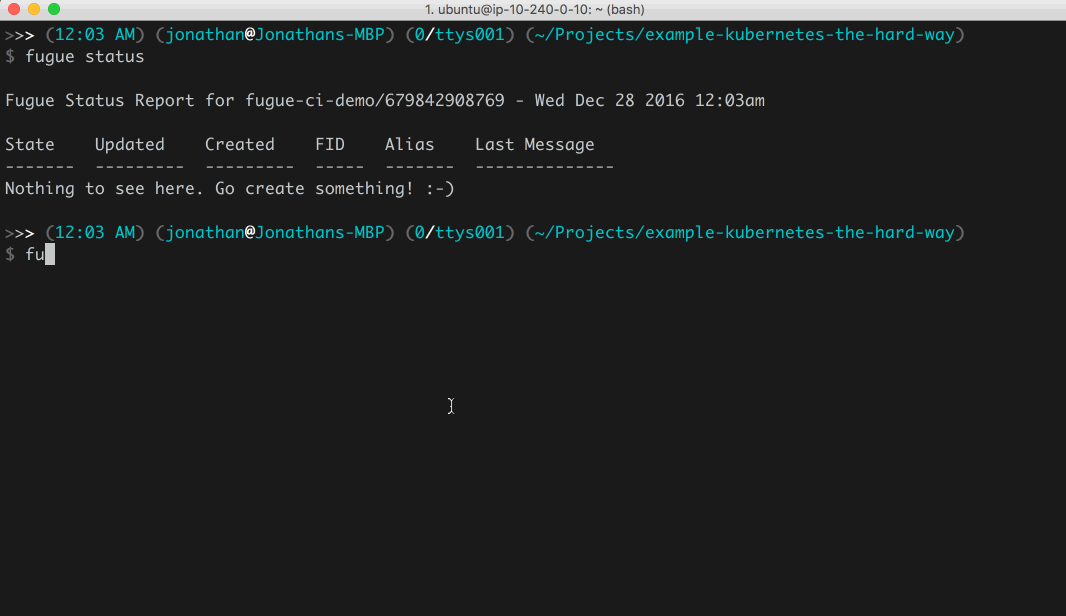 1. ubuntu@ip-10-240-0-10: ~ (bash)
>>> (12:03 AM) (jonathan@Jonathans-MBP) (0/ttys001) (~/Projects/example-kubernetes-the-hard-way)
$ fugue status
Fugue Status Report for fugue-ci-demo/679842908769 - Wed Dec 28 2016 12:03am
State    Updated    Created    FID    Alias    Last Message
-------  ---------  ---------  -----  -------  --------------
Nothing to see here. Go create something! :-)
>>> (12:03 AM) (jonathan@Jonathans-MBP) (0/ttys001) (~/Projects/example-kubernetes-the-hard-way)
$ fu